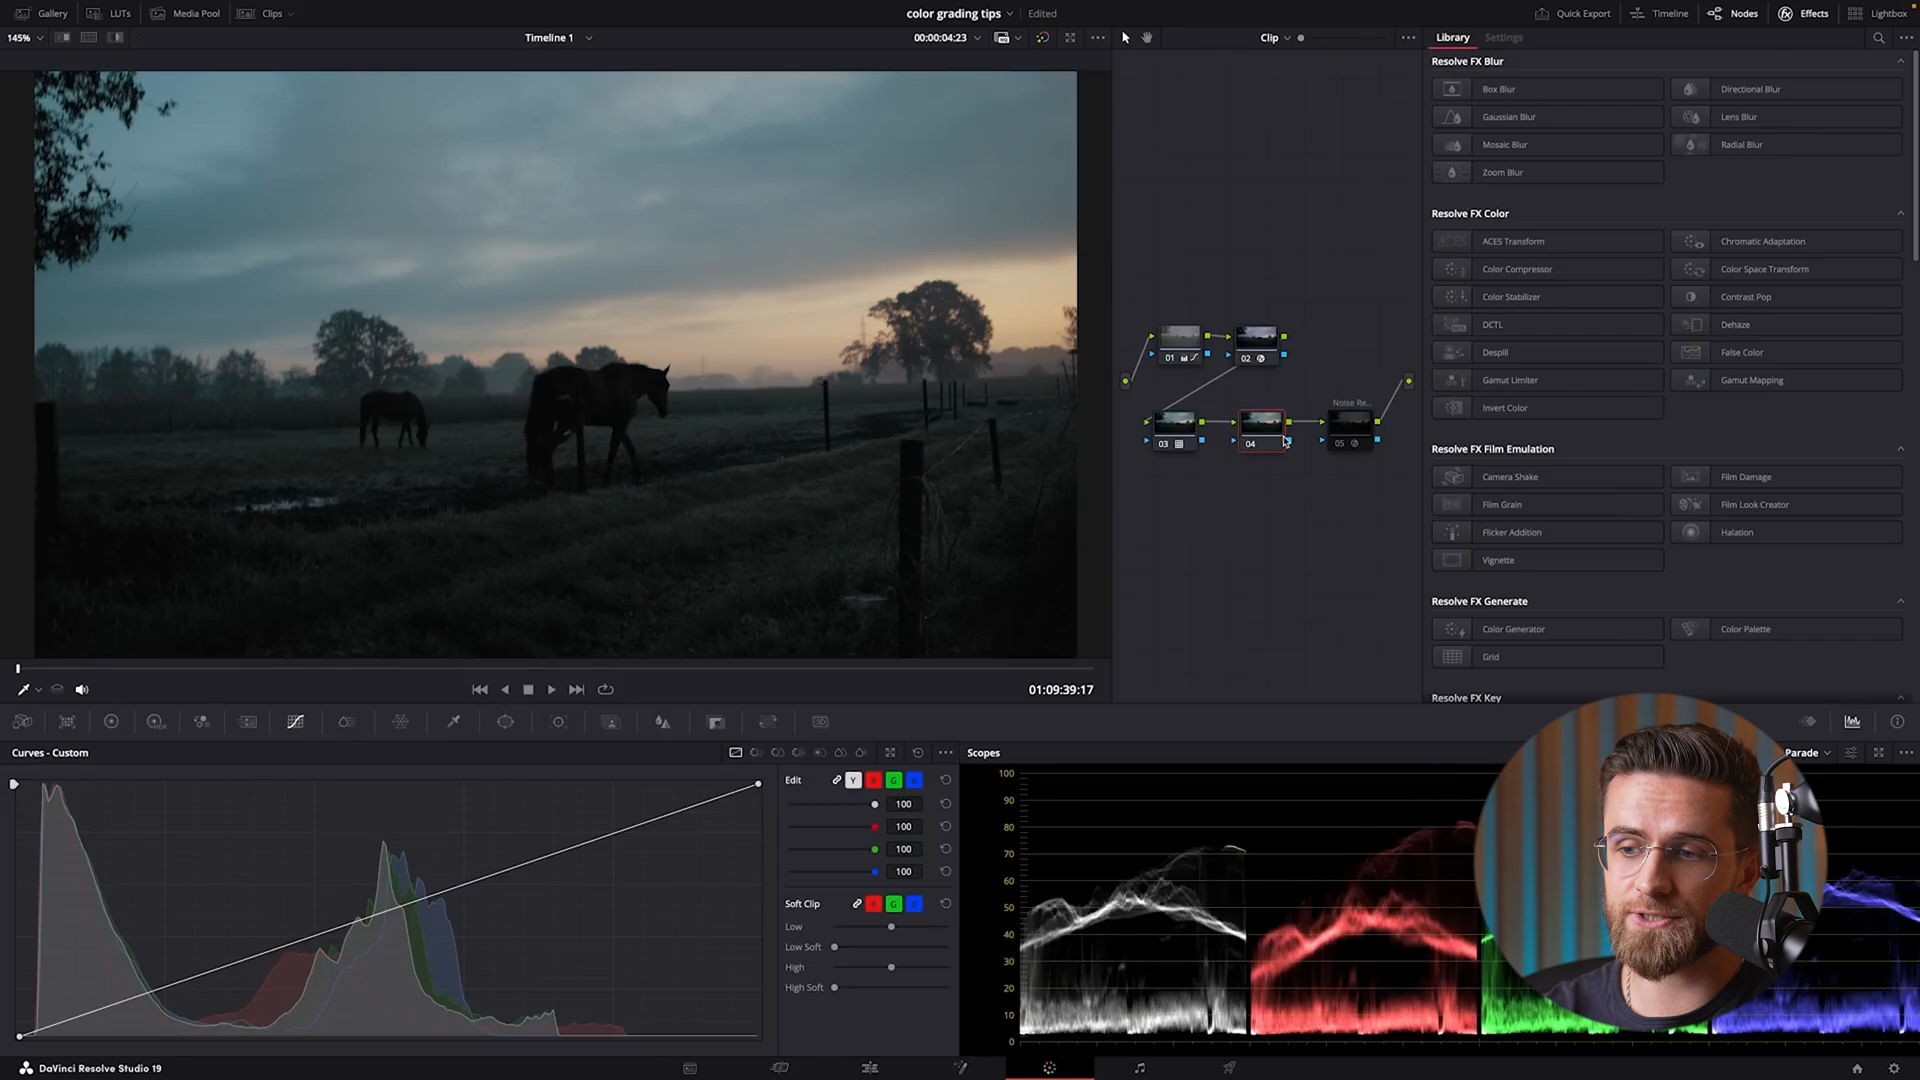 Gallery LUTs Media Pool Clips color grading tips Edited Quick Export Timeline Nodes Effects Lightbox
145% Timeline 1 00:00:04:23 Clip Library Settings
Resolve FX Blur
Box Blur Directional Blur
Gaussian Blur Lens Blur
Mosaic Blur Radial Blur
Zoom Blur
Resolve FX Color
ACES Transform Chromatic Adaptation
Color Compressor Color Space Transform
Color Stabilizer Contrast Pop
DCTL Dehaze
Despill False Color
Gamut Limiter Gamut Mapping
Invert Color
01 02
Noise Re...
03 04 05
Resolve FX Film Emulation
Camera Shake Film Damage
Film Grain Film Look Creator
Flicker Addition Halation
Vignette
Resolve FX Generate
Color Generator Color Palette
Grid
Resolve FX Key
01:09:39:17
Curves - Custom Scopes Parade
Edit Y R G B
100
100
100
100
Soft Clip R G B
Low
Low Soft
High
High Soft
100
90
80
70
60
50
40
30
20
10
0
DaVinci Resolve Studio 19